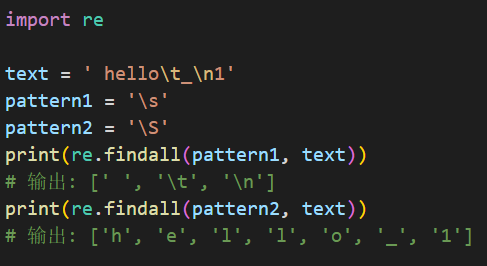 import re
text = ' hello\t_\n1'
pattern1 = '\s'
pattern2 = '\S'
print(re.findall(pattern1, text))
# 输出: [' ', '\t', '\n']
print(re.findall(pattern2, text))
# 输出: ['h', 'e', 'l', 'l', 'o', '_', '1']